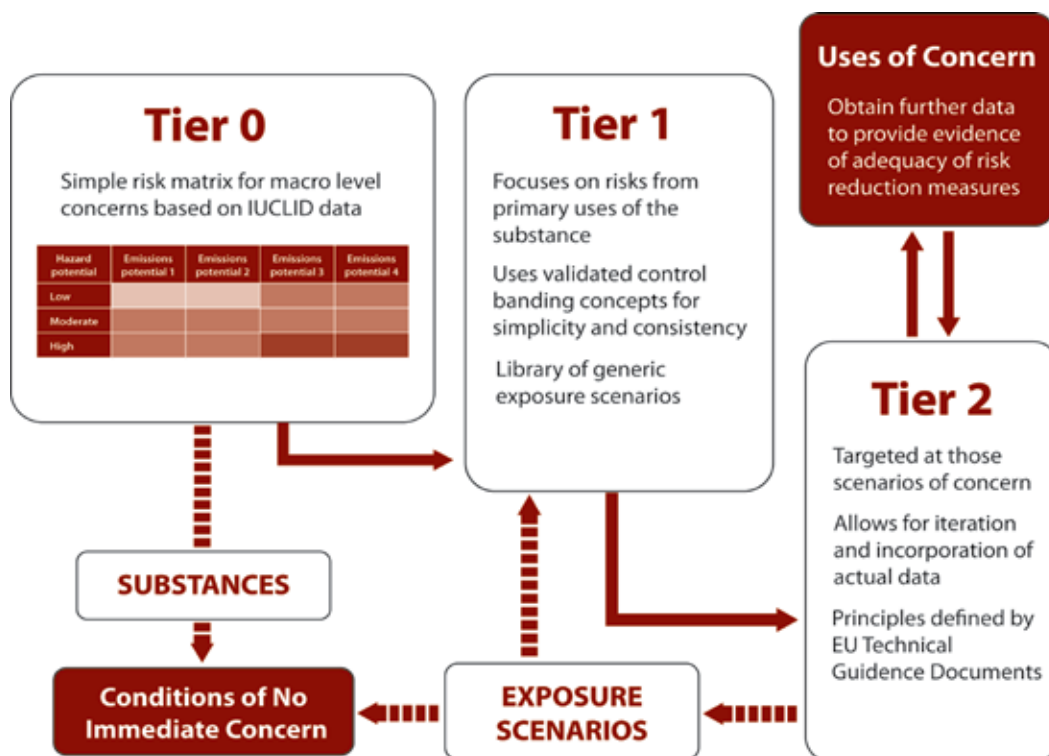 Tier 0
Simple risk matrix for macro level
concerns based on IUCLID data
Hazard potential Emissions potential 1 Emissions potential 2 Emissions potential 3 Emissions potential 4
Low
Moderate
High
Tier 1
Focuses on risks from
primary uses of the
substance
Uses validated control
banding concepts for
simplicity and consistency
Library of generic
exposure scenarios
Uses of Concern
Obtain further data
to provide evidence
of adequacy of risk
reduction measures
Tier 2
Targeted at those
scenarios of concern
Allows for iteration
and incorporation of
actual data
Principles defined by
EU Technical
Guidance Documents
SUBSTANCES
Conditions of No
Immediate Concern
EXPOSURE
SCENARIOS